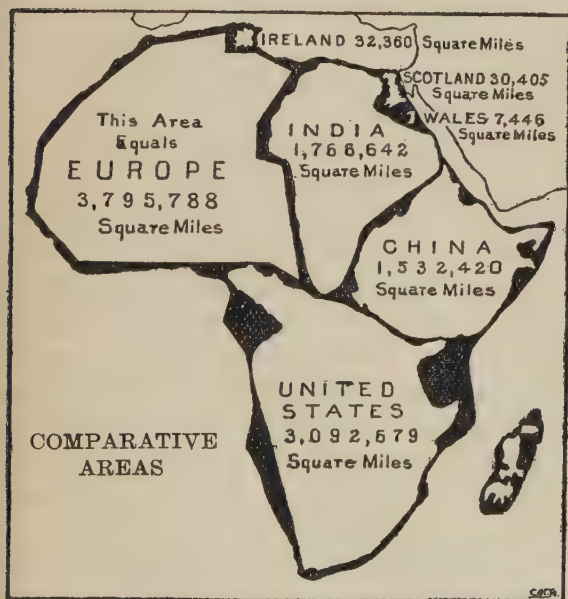 IRELAND 32,360 Square Miles
SCOTLAND 30,405
Square Miles
WALES 7,446
Square Miles
This Area
Equals
EUROPE
3,795,788
Square Miles
INDIA
1,766,642
Square Miles
CHINA
1,532,420
Square Miles
UNITED
STATES
3,092,679
Square Miles
COMPARATIVE
AREAS